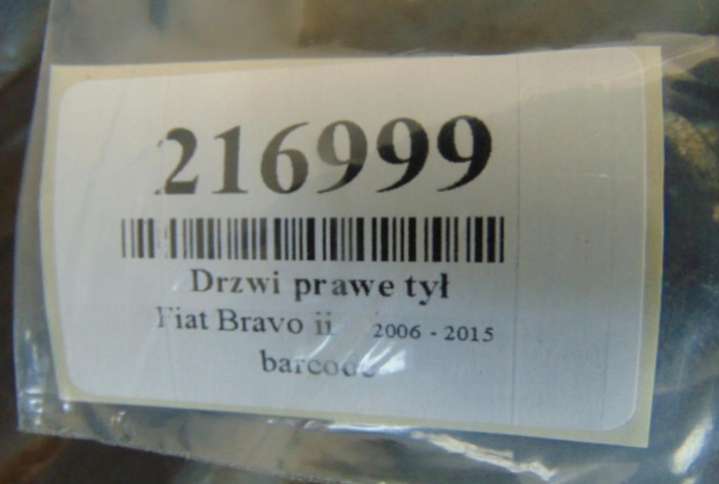 216999
Drzwi prawe tył
Fiat Bravo ii 2006 - 2015
barcode